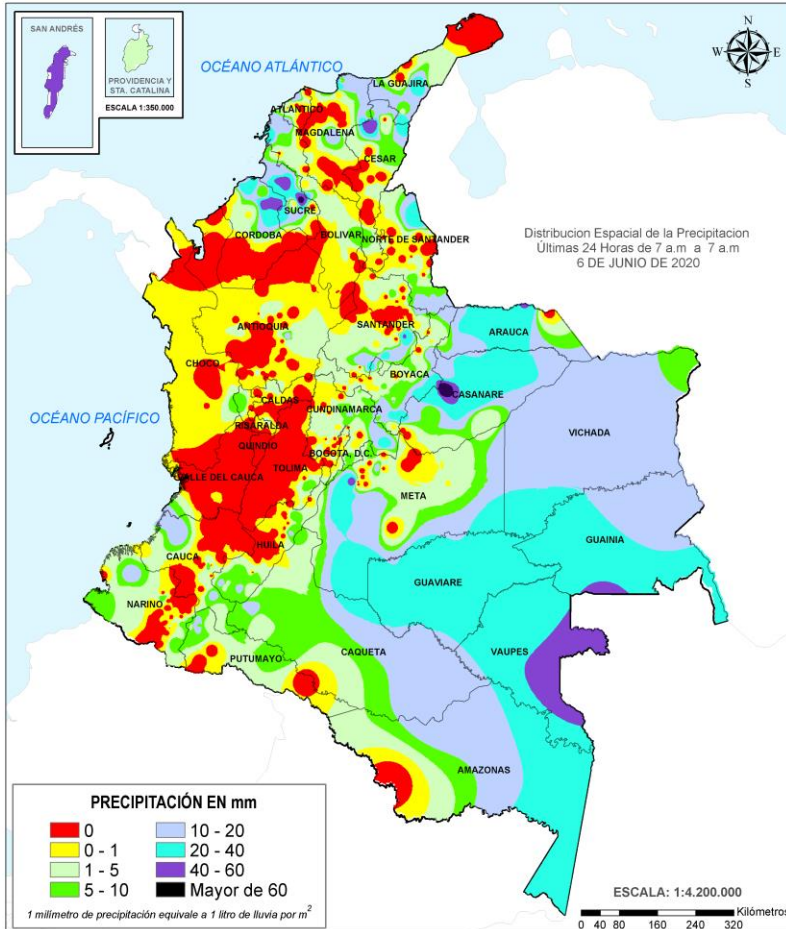 SAN ANDRÉS
PROVIDENCIA Y
STA. CATALINA
ESCALA 1:350.000
OCÉANO ATLÁNTICO
N
W
E
S
LA GUAJIRA
ATLANTICO
MAGDALENA
CESAR
SUCRE
CORDOBA
BOLIVAR
NORTE DE SANTANDER
Distribucion Espacial de la Precipitacion
Últimas 24 Horas de 7 a.m a 7 a.m
6 DE JUNIO DE 2020
ANTIOQUIA
SANTANDER
ARAUCA
CHOCO
BOYACA
CASANARE
CALDAS
CUNDINAMARCA
RISARALDA
OCÉANO PACÍFICO
VICHADA
QUINDIO
BOGOTA, D.C.
TOLIMA
VALLE DEL CAUCA
META
HUILA
GUAINIA
CAUCA
GUAVIARE
NARINO
VAUPES
CAQUETA
PUTUMAYO
AMAZONAS
PRECIPITACIÓN EN mm
0
0 - 1
1 - 5
5 - 10
10 - 20
20 - 40
40 - 60
Mayor de 60
1 milímetro de precipitación equivale a 1 litro de lluvia por m²
ESCALA: 1:4.200.000
Kilómetros
0 40 80 160 240 320